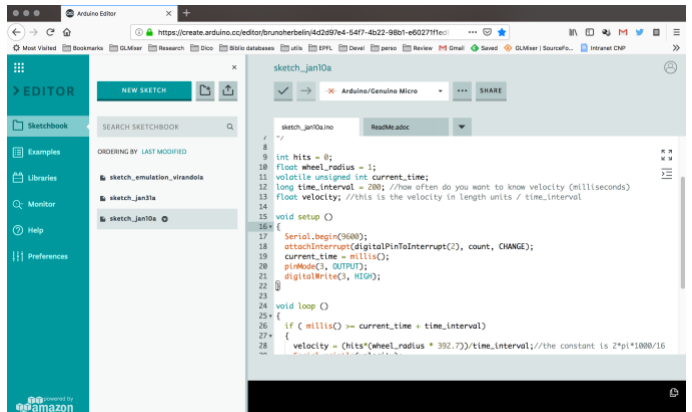 Arduino Editor
https://create.arduino.cc/editor/brunoherbelin/4d2d97e4-54f7-4b22-98b1-e60271f1ed
Most Visited Bookmarks GLMixer Research Dico Biblio databases utils EPFL Devel perso Review Gmail Saved GLMixer | SourceFo... Intranet CNP
EDITOR
NEW SKETCH
sketch_jan10a
Arduino/Genuino Micro
SHARE
Sketchbook
SEARCH SKETCHBOOK
sketch_jan10a.ino
ReadMe.adoc
Examples
ORDERING BY LAST MODIFIED
Libraries
sketch_emulation_virandola
Monitor
sketch_jan31a
sketch_jan10a
Help
Preferences
7 */
8
9 int hits = 0;
10 float wheel_radius = 1;
11 volatile unsigned int current_time;
12 long time_interval = 200; //how often do you want to know velocity (milliseconds)
13 float velocity; //this is the velocity in length units / time_interval
14
15 void setup ()
16 {
17 Serial.begin(9600);
18 attachInterrupt(digitalPinToInterrupt(2), count, CHANGE);
19 current_time = millis();
20 pinMode(3, OUTPUT);
21 digitalWrite(3, HIGH);
22 }
23
24 void loop ()
25 {
26 if ( millis() >= current_time + time_interval)
27 {
28 velocity = (hits*(wheel_radius * 392.7))/time_interval;//the constant is 2*pi*1000/16
powered by
amazon